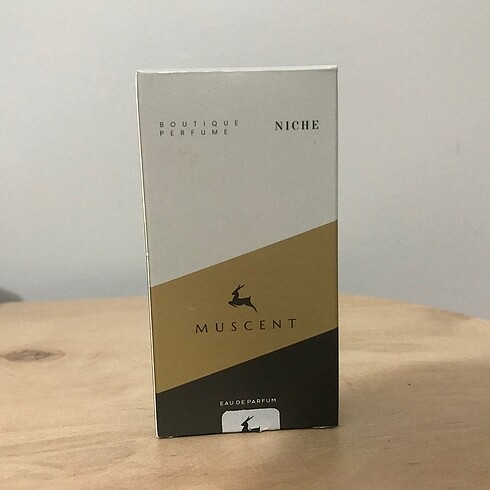 BOUTIQUE
PERFUME
NICHE
MUSCENT
EAU DE PARFUM